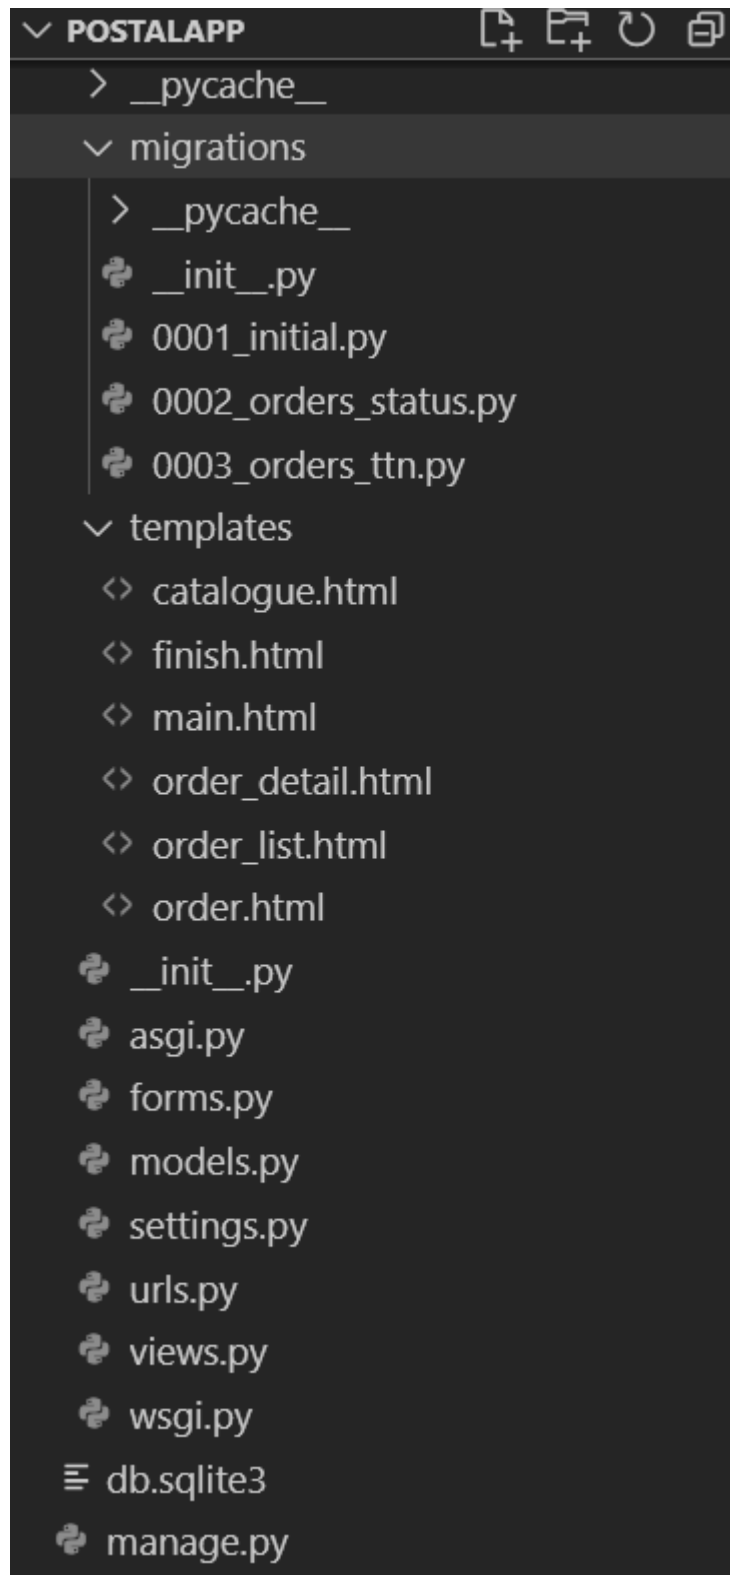 POSTALAPP
__pycache__
migrations
__pycache__
__init__.py
0001_initial.py
0002_orders_status.py
0003_orders_ttn.py
templates
catalogue.html
finish.html
main.html
order_detail.html
order_list.html
order.html
__init__.py
asgi.py
forms.py
models.py
settings.py
urls.py
views.py
wsgi.py
db.sqlite3
manage.py